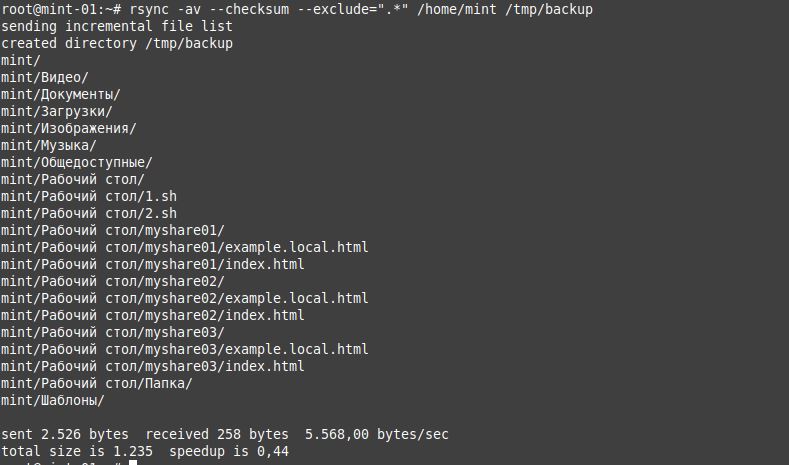 root@mint-01:~# rsync -av --checksum --exclude=".*" /home/mint /tmp/backup
sending incremental file list
created directory /tmp/backup
mint/
mint/Видео/
mint/Документы/
mint/Загрузки/
mint/Изображения/
mint/Музыка/
mint/Общедоступные/
mint/Рабочий стол/
mint/Рабочий стол/1.sh
mint/Рабочий стол/2.sh
mint/Рабочий стол/myshare01/
mint/Рабочий стол/myshare01/example.local.html
mint/Рабочий стол/myshare01/index.html
mint/Рабочий стол/myshare02/
mint/Рабочий стол/myshare02/example.local.html
mint/Рабочий стол/myshare02/index.html
mint/Рабочий стол/myshare03/
mint/Рабочий стол/myshare03/example.local.html
mint/Рабочий стол/myshare03/index.html
mint/Рабочий стол/Папка/
mint/Шаблоны/
sent 2.526 bytes  received 258 bytes  5.568,00 bytes/sec
total size is 1.235  speedup is 0,44
root@mint-01:~#